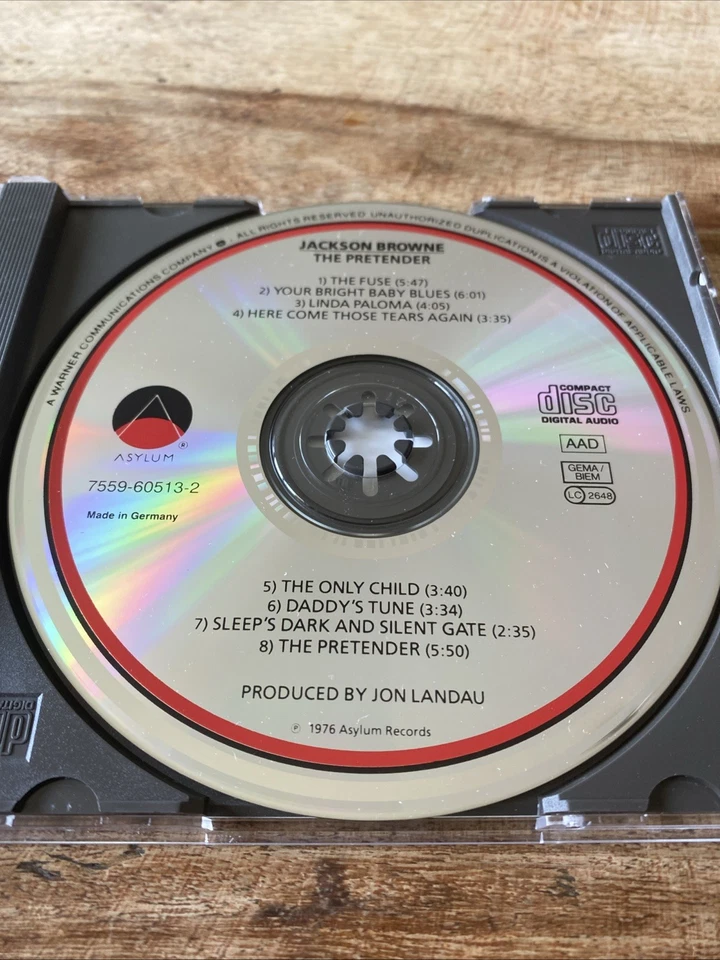 A WARNER COMMUNICATIONS COMPANY . ALL RIGHTS RESERVED UNAUTHORIZED DUPLICATION IS A VIOLATION OF APPLICABLE LAWS.
JACKSON BROWNE
THE PRETENDER
1) THE FUSE (5:47)
2) YOUR BRIGHT BABY BLUES (6:01)
3) LINDA PALOMA (4:05)
4) HERE COME THOSE TEARS AGAIN (3:35)
ASYLUM ®
7559-60513-2
Made in Germany
COMPACT
disc
DIGITAL AUDIO
AAD
GEMA/
BIEM
LC 2648
5) THE ONLY CHILD (3:40)
6) DADDY'S TUNE (3:34)
7) SLEEP'S DARK AND SILENT GATE (2:35)
8) THE PRETENDER (5:50)
PRODUCED BY JON LANDAU
℗ 1976 Asylum Records
disc